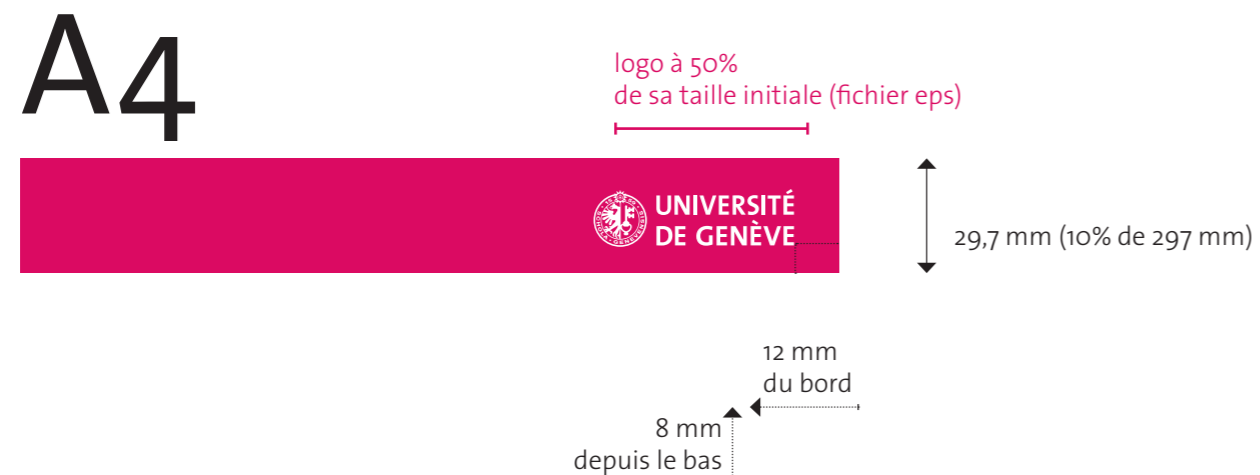 A4
logo à 50%
de sa taille initiale (fichier eps)
UNIVERSITÉ
DE GENÈVE
29,7 mm (10% de 297 mm)
12 mm
du bord
8 mm
depuis le bas